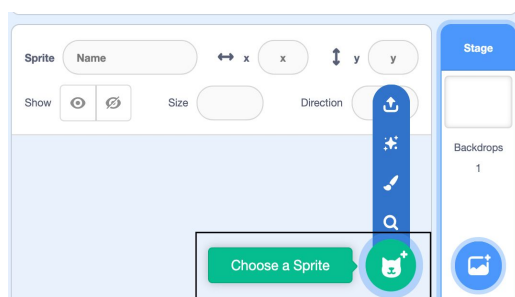 Sprite Name x x y y
Show Size Direction
Stage
Backdrops
1
Choose a Sprite